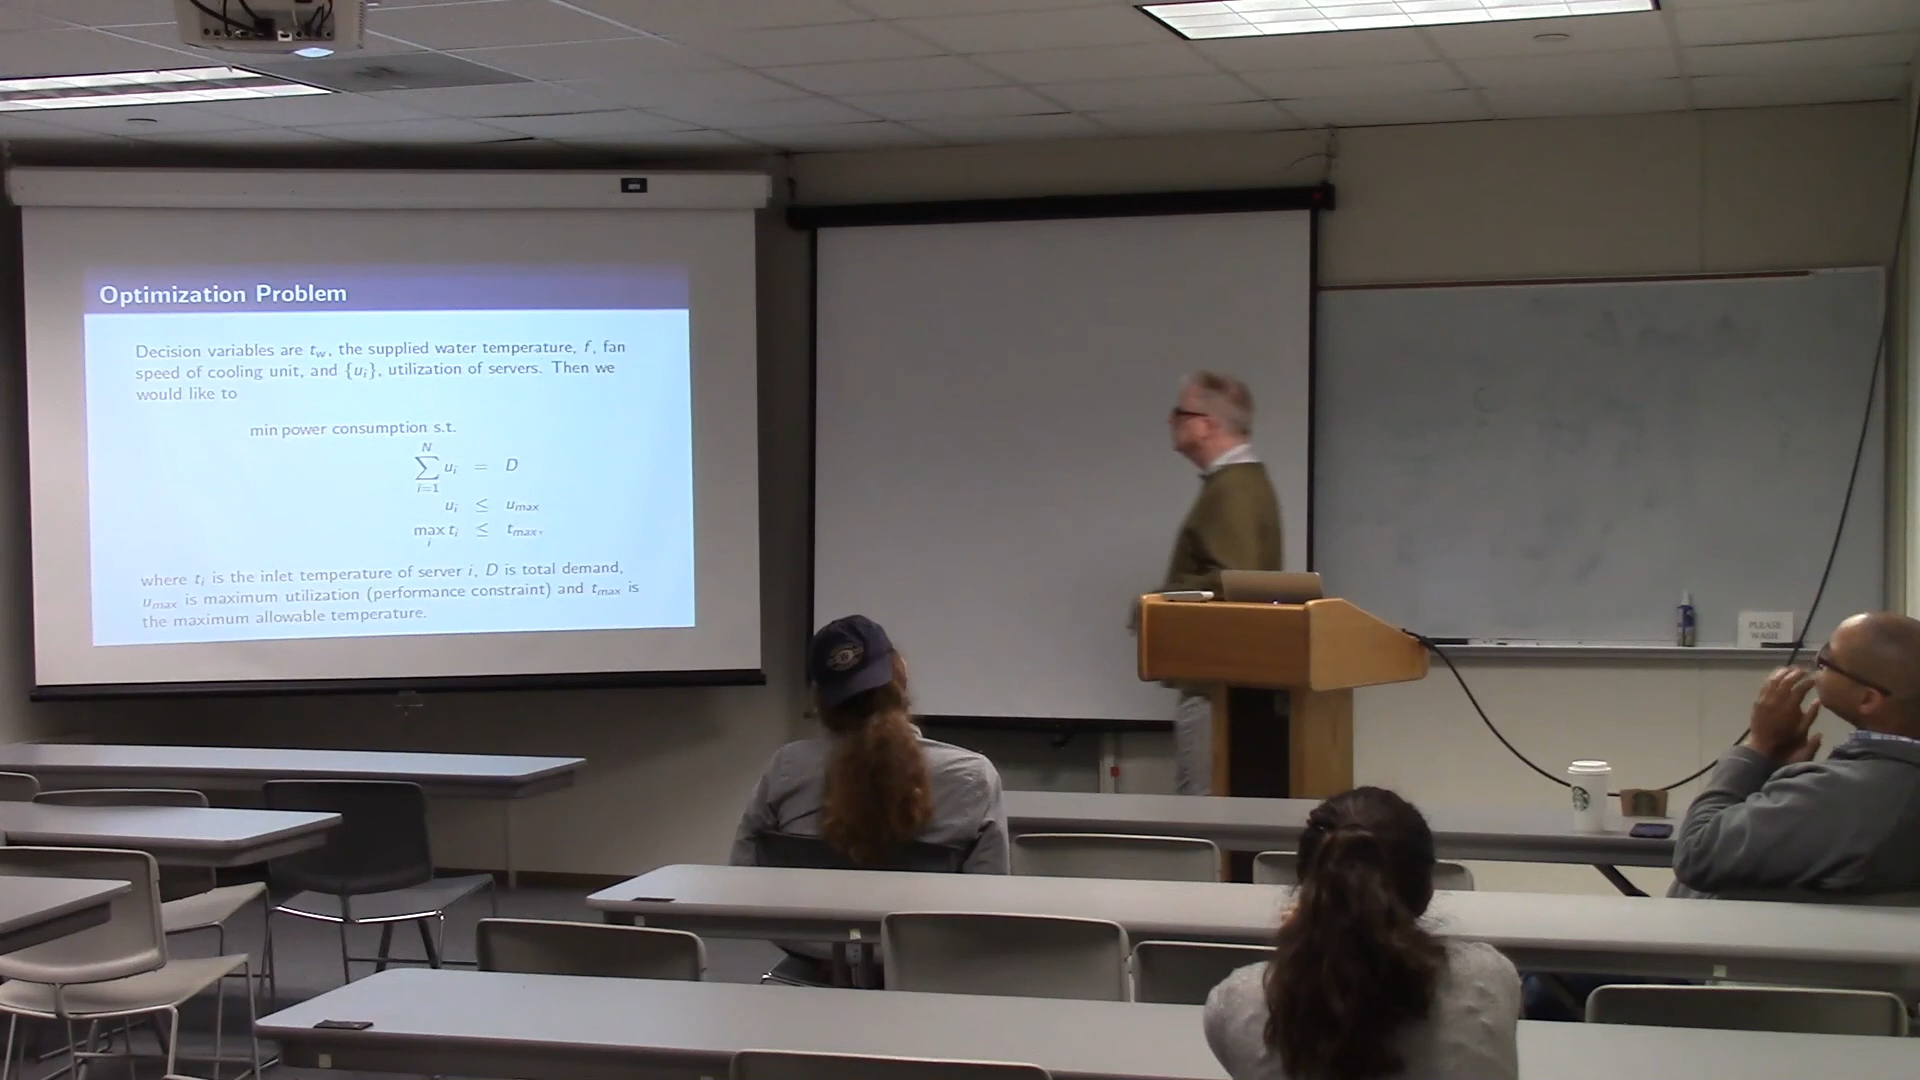 Optimization Problem
Decision variables are t_w, the supplied water temperature, f, fan
speed of cooling unit, and {u_i}, utilization of servers. Then we
would like to
min power consumption s.t.
∑_{i=1}^{N} u_i = D
u_i ≤ u_max
max_i t_i ≤ t_max,
where t_i is the inlet temperature of server i, D is total demand,
u_max is maximum utilization (performance constraint) and t_max is
the maximum allowable temperature.
PLEASE
WASH